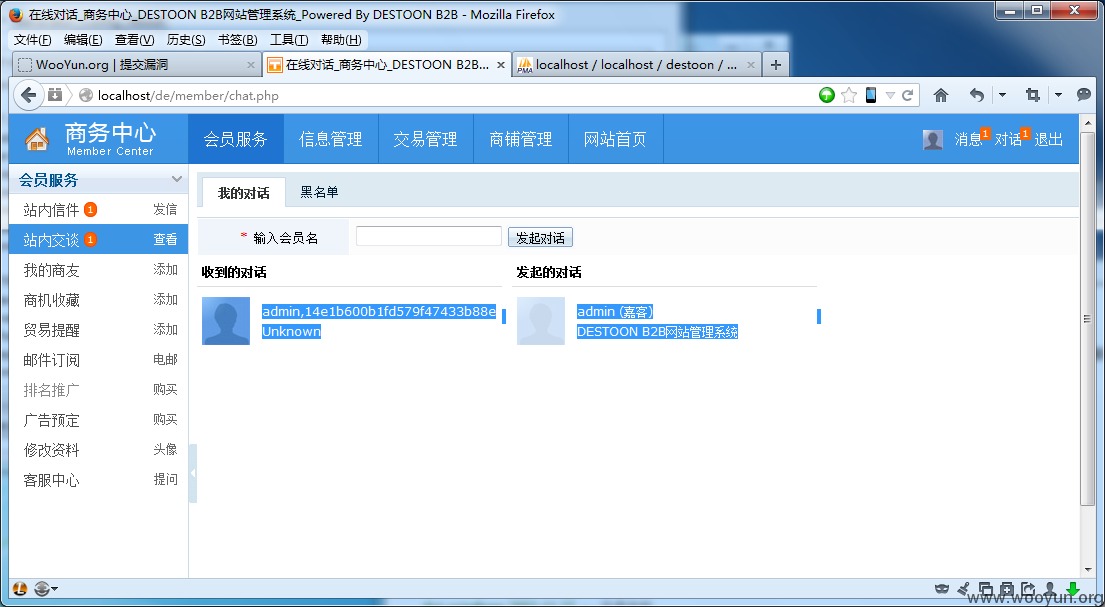 在线对话_商务中心_DESTOON B2B网站管理系统_Powered By DESTOON B2B - Mozilla Firefox
文件(F) 编辑(E) 查看(V) 历史(S) 书签(B) 工具(T) 帮助(H)
WooYun.org | 提交漏洞 × 在线对话_商务中心_DESTOON B2B... × PMA localhost / localhost / destoon / ... × +
localhost/de/member/chat.php
商务中心
Member Center
会员服务 信息管理 交易管理 商铺管理 网站首页 消息 1 对话 1 退出
会员服务
站内信件 1 发信
站内交谈 1 查看
我的商友 添加
商机收藏 添加
贸易提醒 添加
邮件订阅 电邮
排名推广 购买
广告预定 购买
修改资料 头像
客服中心 提问
我的对话 黑名单
* 输入会员名 发起对话
收到的对话 发起的对话
admin,14e1b600b1fd579f47433b88e
Unknown
admin (嘉客)
DESTOON B2B网站管理系统
www.wooyun.org